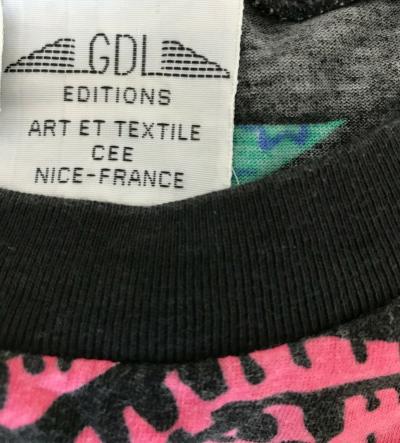 GDL
EDITIONS
ART ET TEXTILE
CEE
NICE-FRANCE